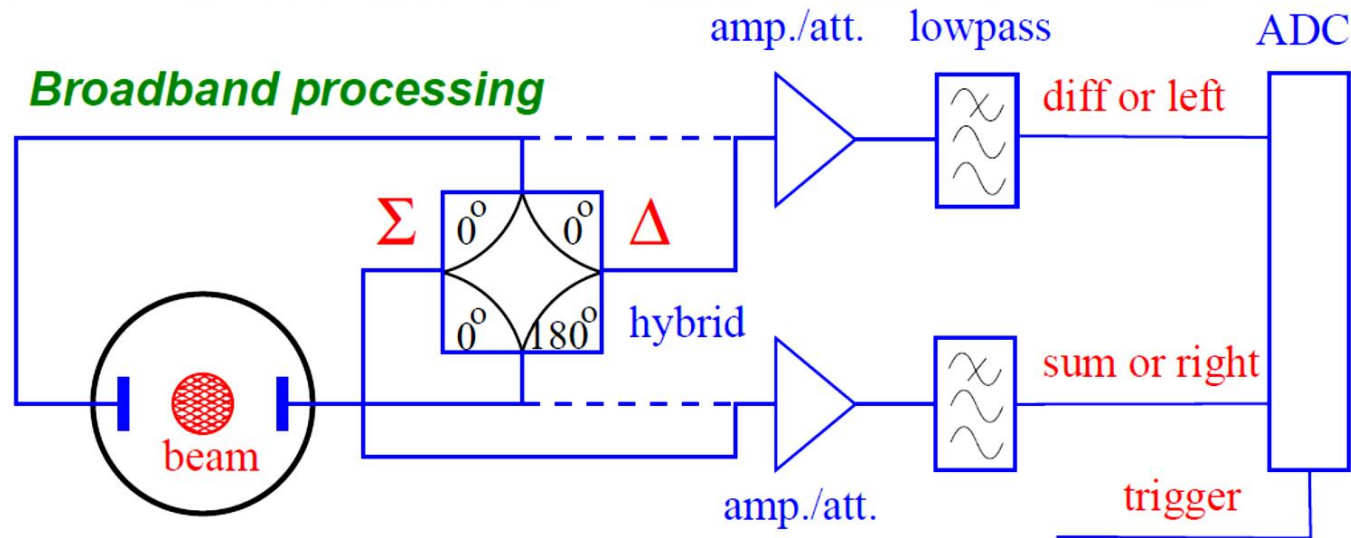 amp./att. lowpass ADC
Broadband processing
diff or left
Σ 0° 0° Δ
0° 180° hybrid
sum or right
beam
trigger
amp./att.